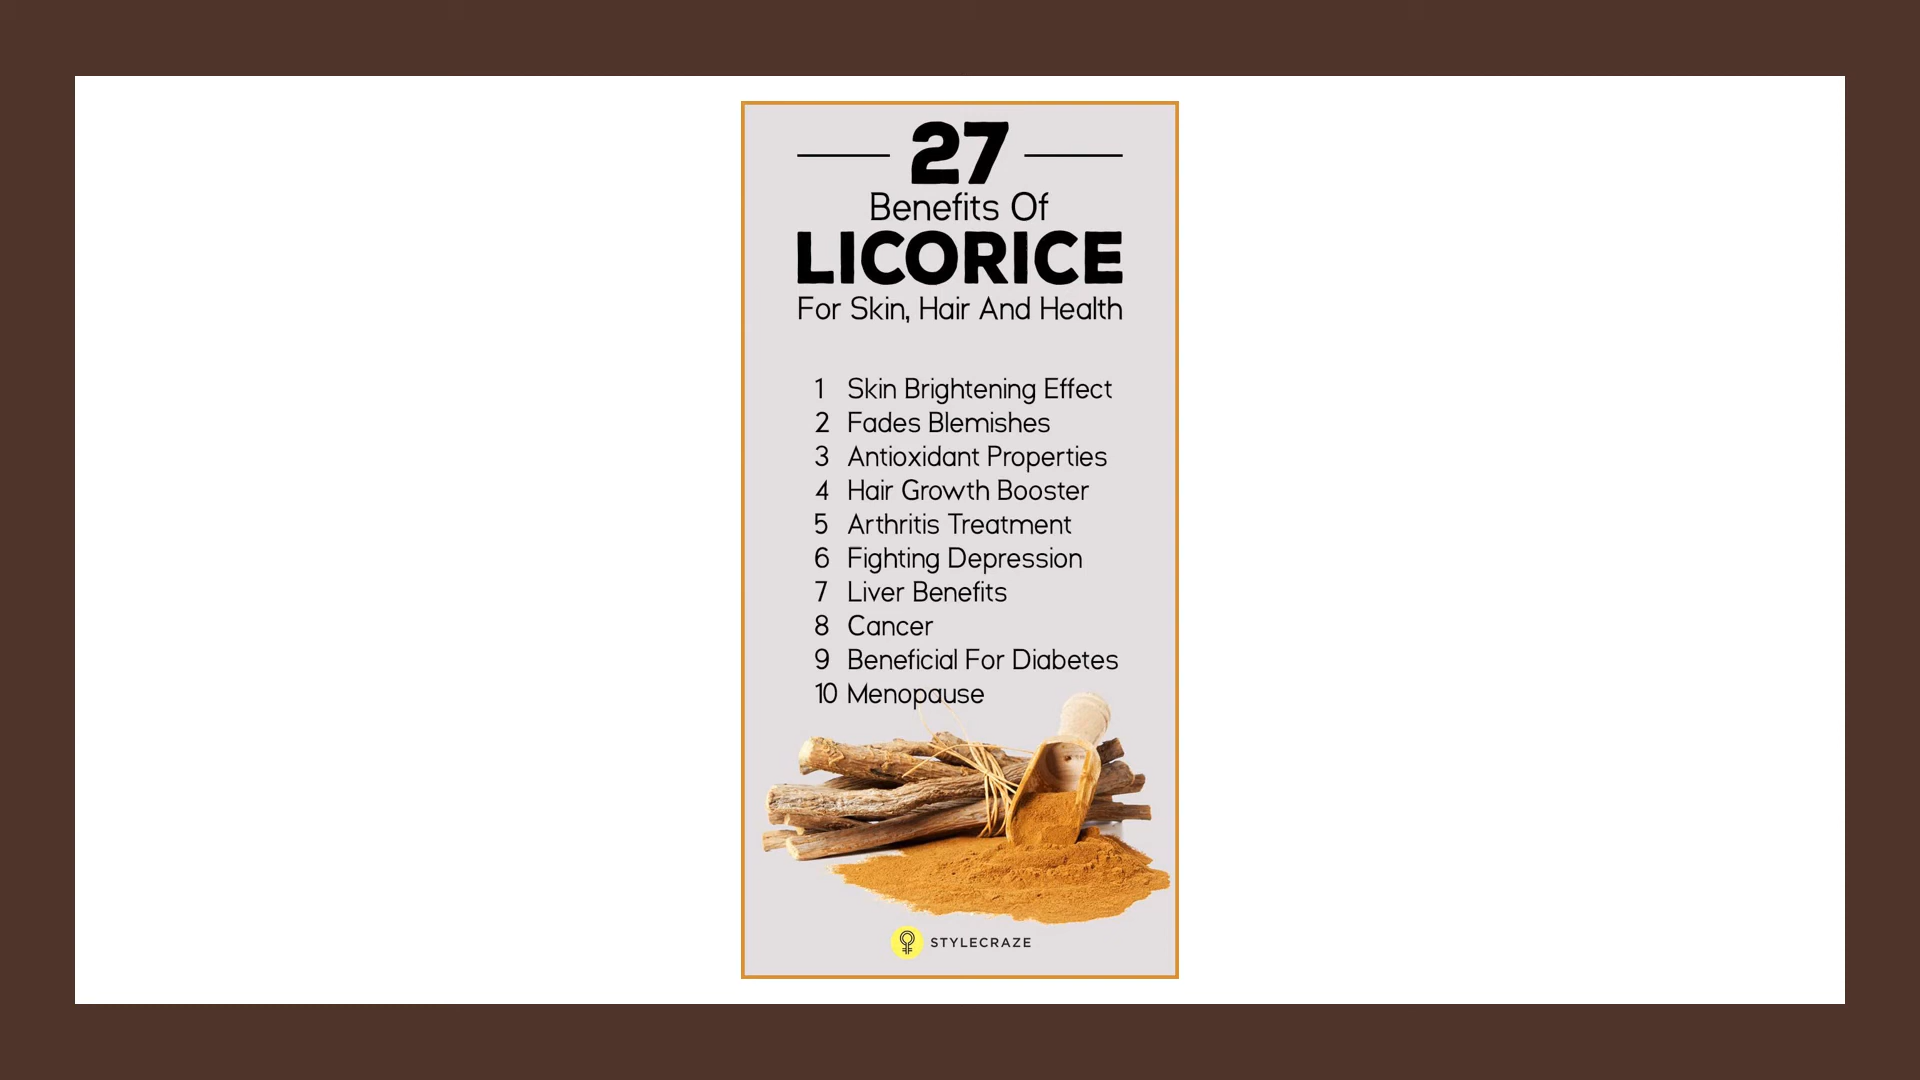 27
Benefits Of
LICORICE
For Skin, Hair And Health
1 Skin Brightening Effect
2 Fades Blemishes
3 Antioxidant Properties
4 Hair Growth Booster
5 Arthritis Treatment
6 Fighting Depression
7 Liver Benefits
8 Cancer
9 Beneficial For Diabetes
10 Menopause
STYLECRAZE